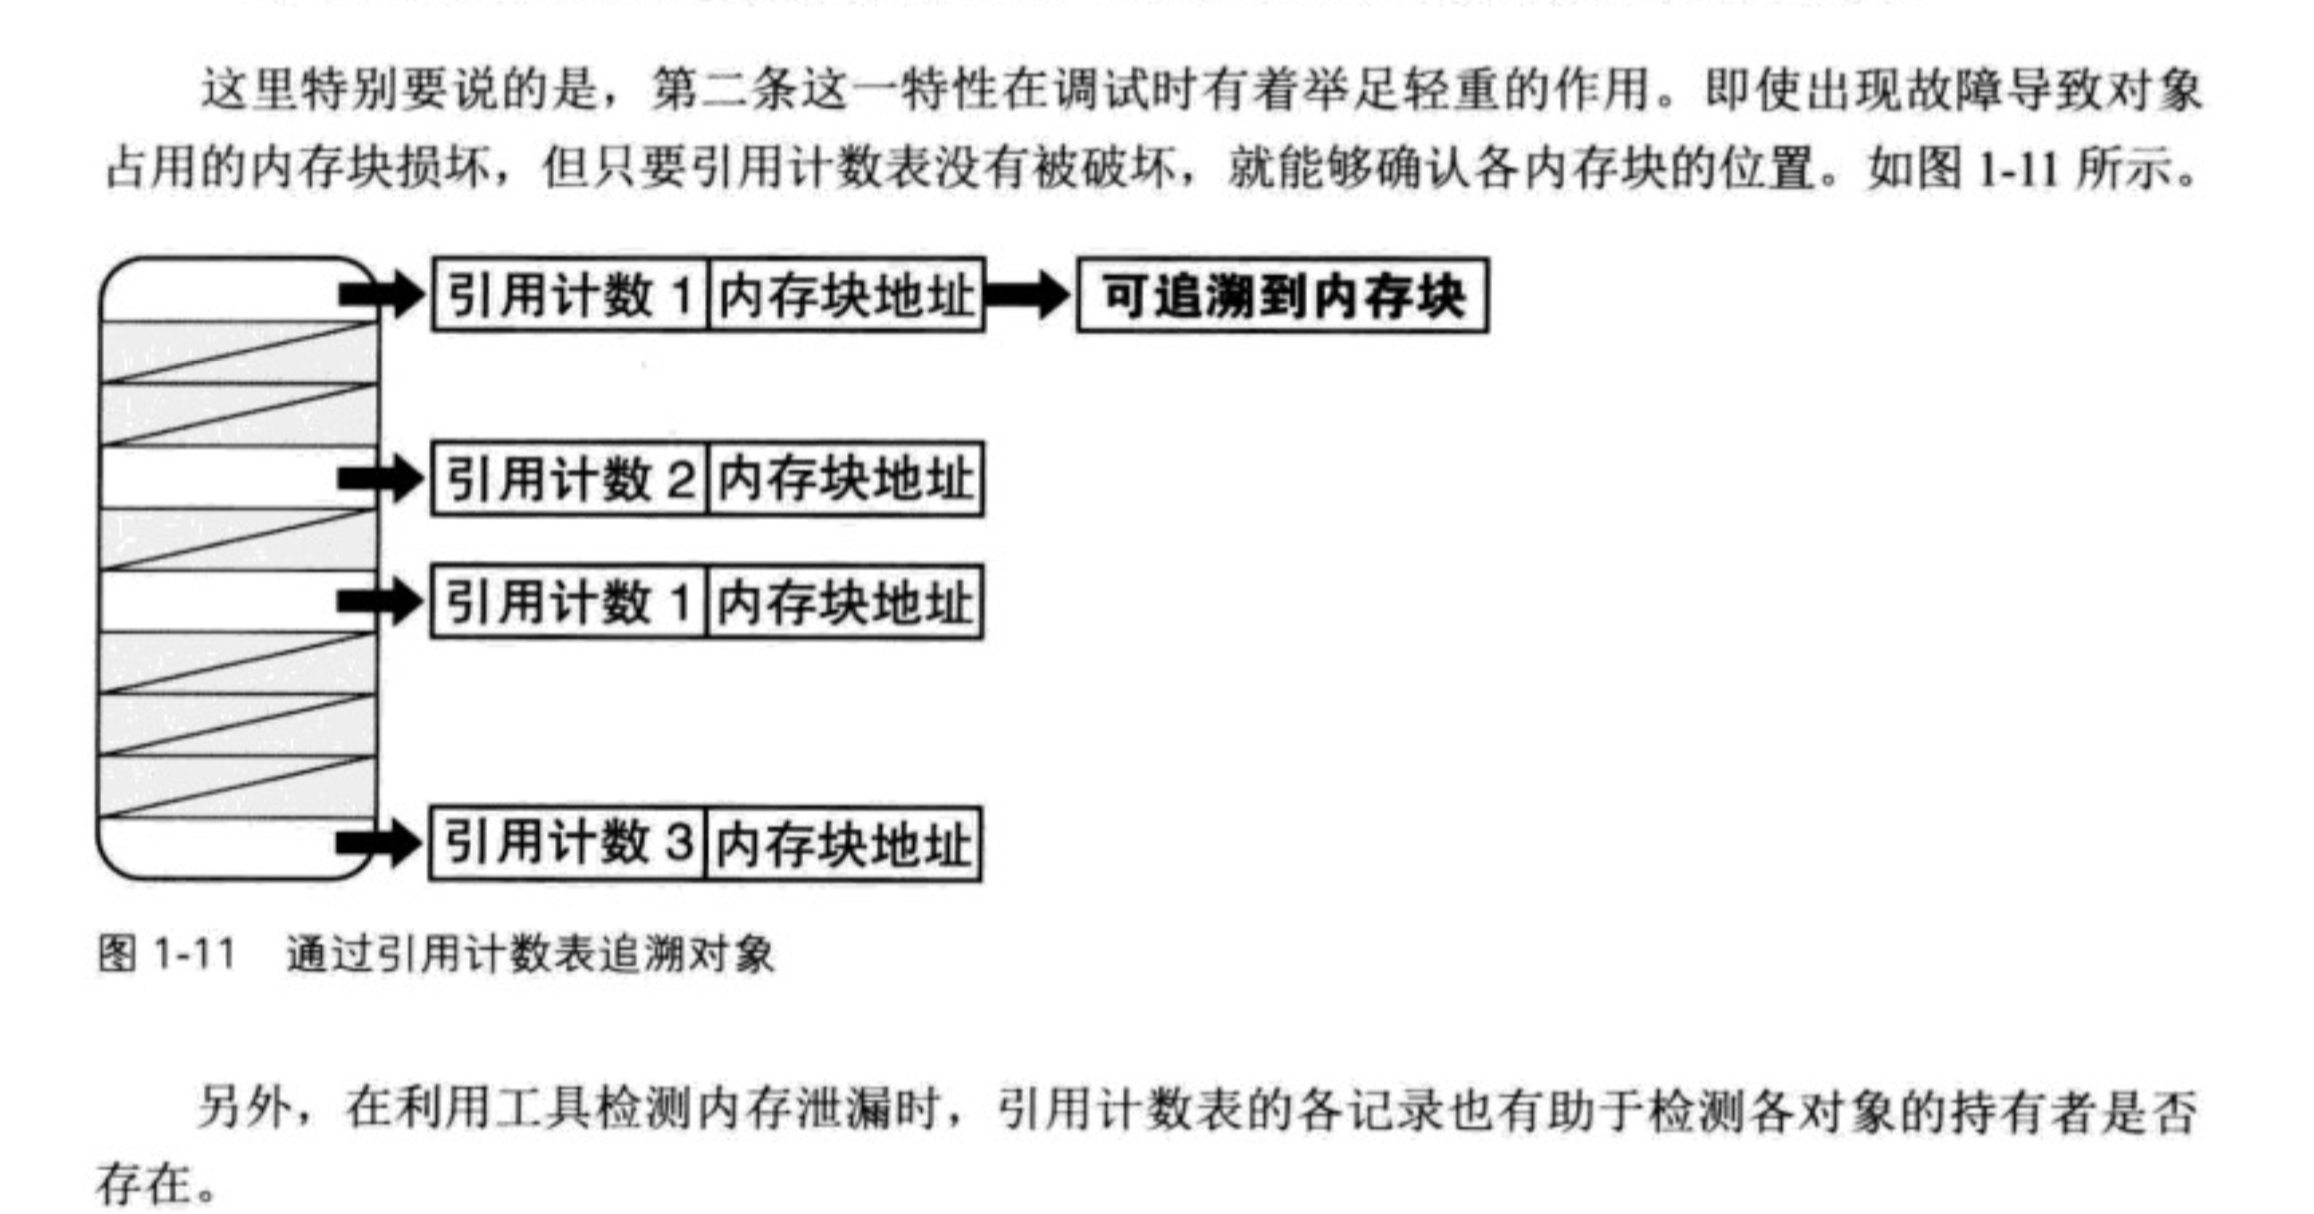 这里特别要说的是，第二条这一特性在调试时有着举足轻重的作用。即使出现故障导致对象
占用的内存块损坏，但只要引用计数表没有被破坏，就能够确认各内存块的位置。如图 1-11 所示。
引用计数 1 内存块地址 可追溯到内存块
引用计数 2 内存块地址
引用计数 1 内存块地址
引用计数 3 内存块地址
图 1-11 通过引用计数表追溯对象
另外，在利用工具检测内存泄漏时，引用计数表的各记录也有助于检测各对象的持有者是否
存在。